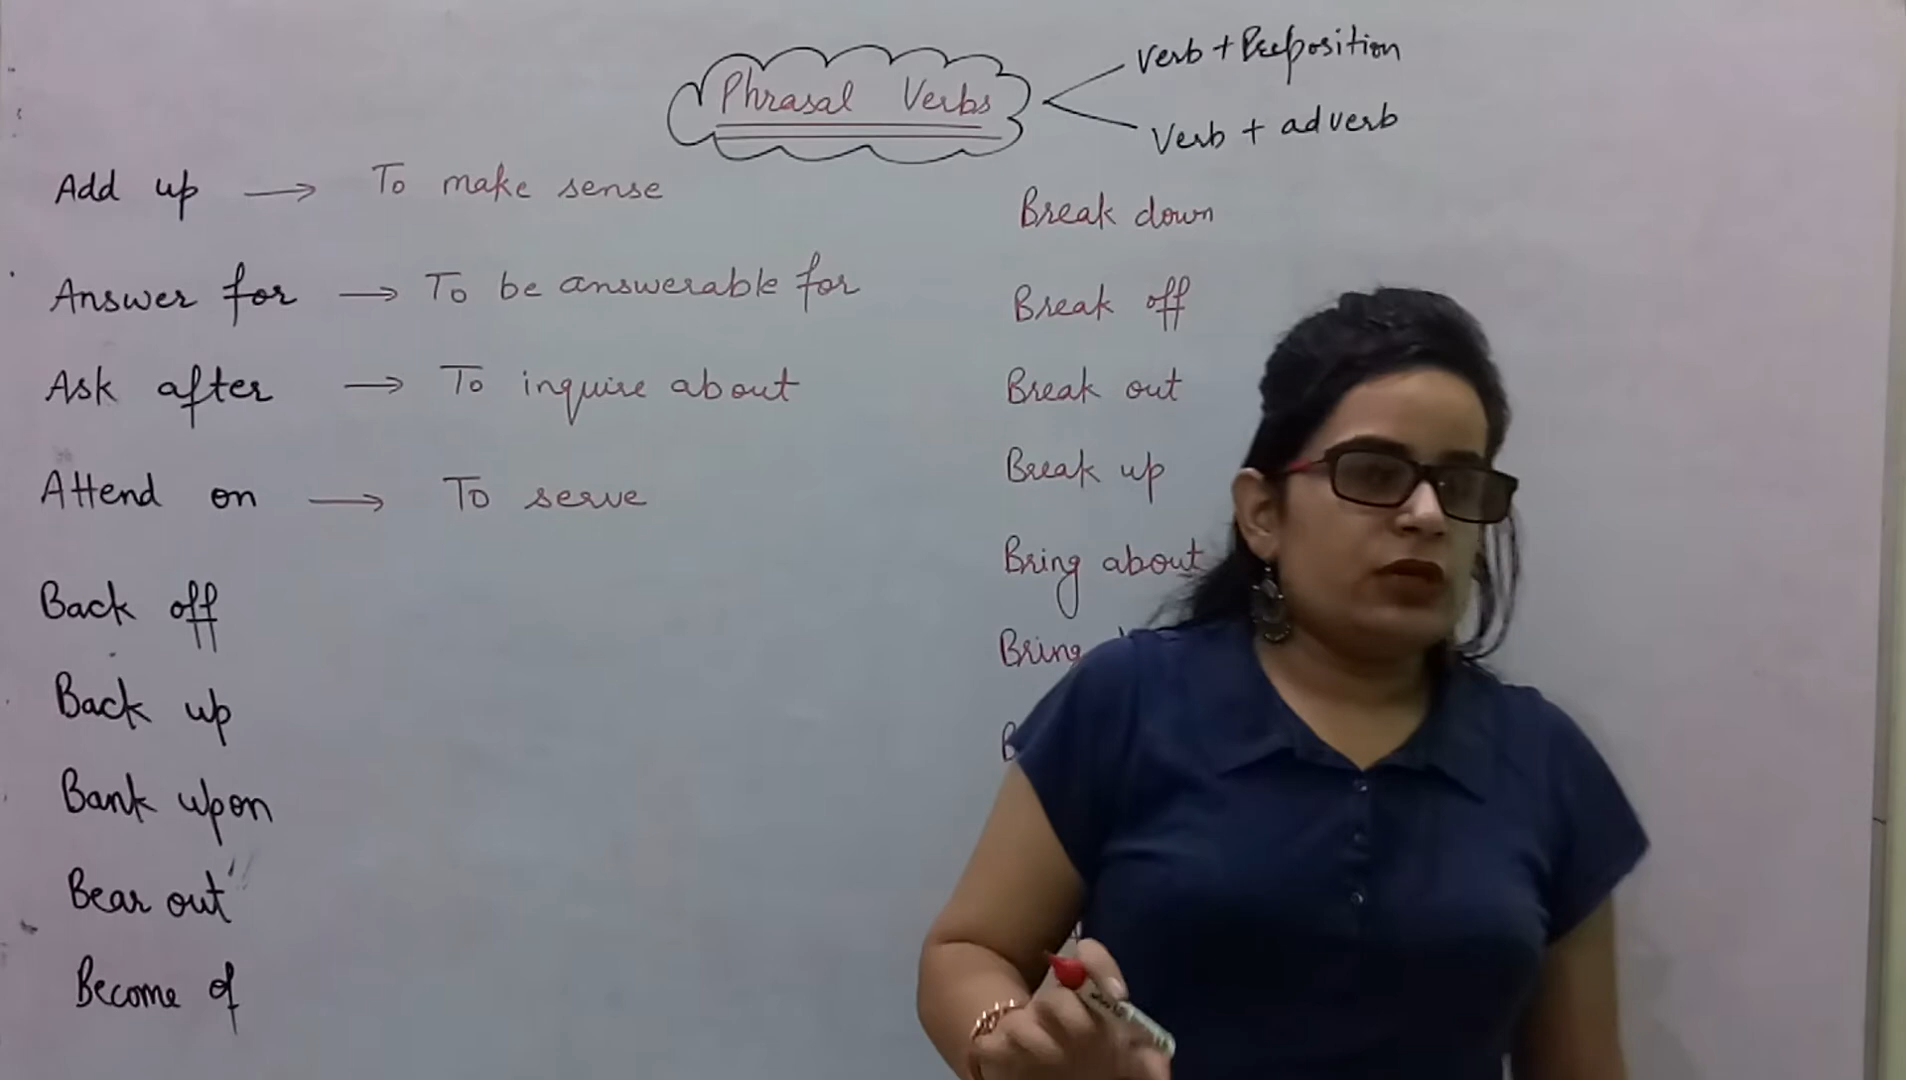 Phrasal Verbs
Verb + Preposition
Verb + adverb
Add up → To make sense
Answer for → To be answerable for
Ask after → To inquire about
Attend on → To serve
Back off
Back up
Bank upon
Bear out
Become of
Break down
Break off
Break out
Break up
Bring about
Bring